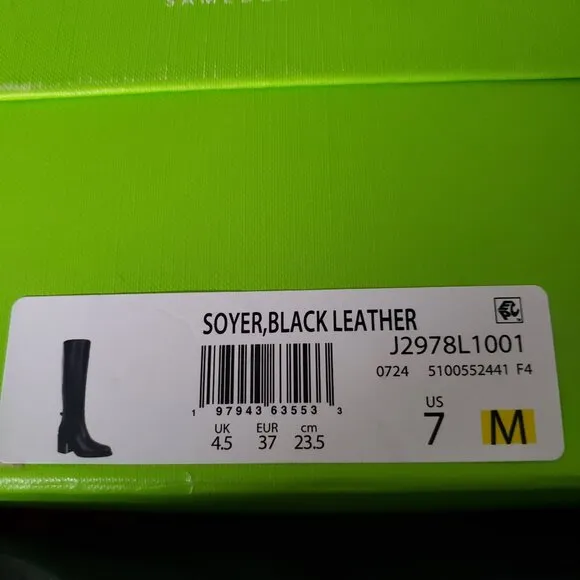 SOYER,BLACK LEATHER
J2978L1001
0724 5100552441 F4
1 97943 63553 3
UK EUR cm
4.5 37 23.5
US
7 M